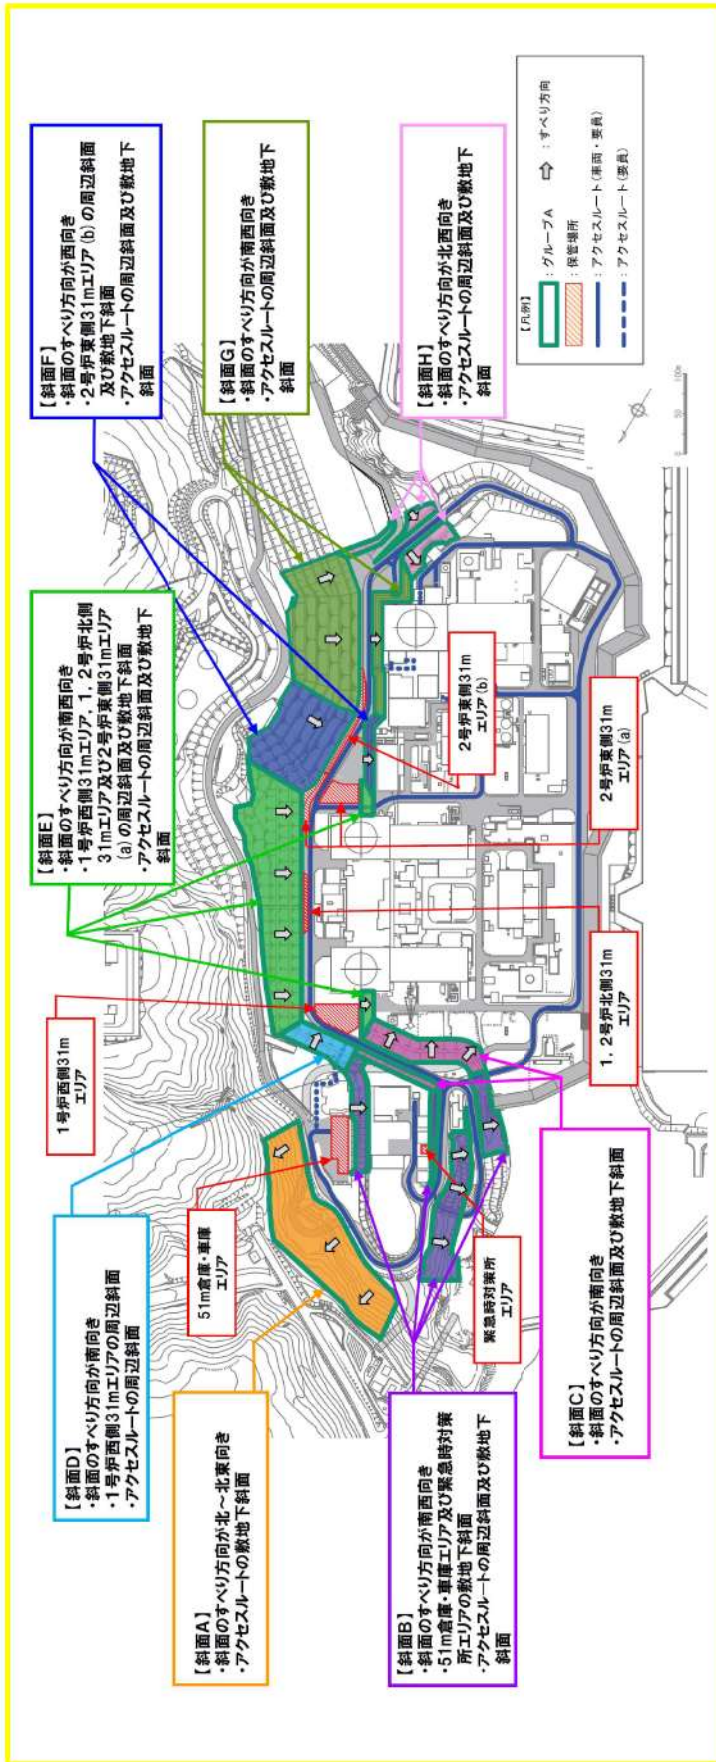 【斜面A】
・斜面のすべり方向が北～北東向き
・アクセスルートの敷地下斜面
【斜面D】
・斜面のすべり方向が南向き
・1号炉西側31mエリアの周辺斜面
・アクセスルートの周辺斜面
【斜面E】
・斜面のすべり方向が南西向き
・1号炉西側31mエリア、1、2号炉北側
31mエリア及び2号炉東側31mエリア
(a)の周辺斜面及び敷地下斜面
・アクセスルートの周辺斜面及び敷地下
斜面
【斜面F】
・斜面のすべり方向が西向き
・2号炉東側31mエリア(b)の周辺斜面
及び敷地下斜面
・アクセスルートの周辺斜面及び敷地下
斜面
【斜面G】
・斜面のすべり方向が南西向き
・アクセスルートの周辺斜面及び敷地下
斜面
【斜面H】
・斜面のすべり方向が北西向き
・アクセスルートの周辺斜面及び敷地下
斜面
1号炉西側31m
エリア
51m倉庫・車庫
エリア
2号炉東側31m
エリア(b)
2号炉東側31m
エリア(a)
1、2号炉北側31m
エリア
緊急時対策所
エリア
【斜面B】
・斜面のすべり方向が南西向き
・51m倉庫・車庫エリア及び緊急時対策
所エリアの敷地下斜面
・アクセスルートの周辺斜面及び敷地下
斜面
【斜面C】
・斜面のすべり方向が南向き
・アクセスルートの周辺斜面及び敷地下斜面
【凡例】
：グループA
：すべり方向
：保管場所
：アクセスルート(車両・要員)
：アクセスルート(要員)
0 50 100m